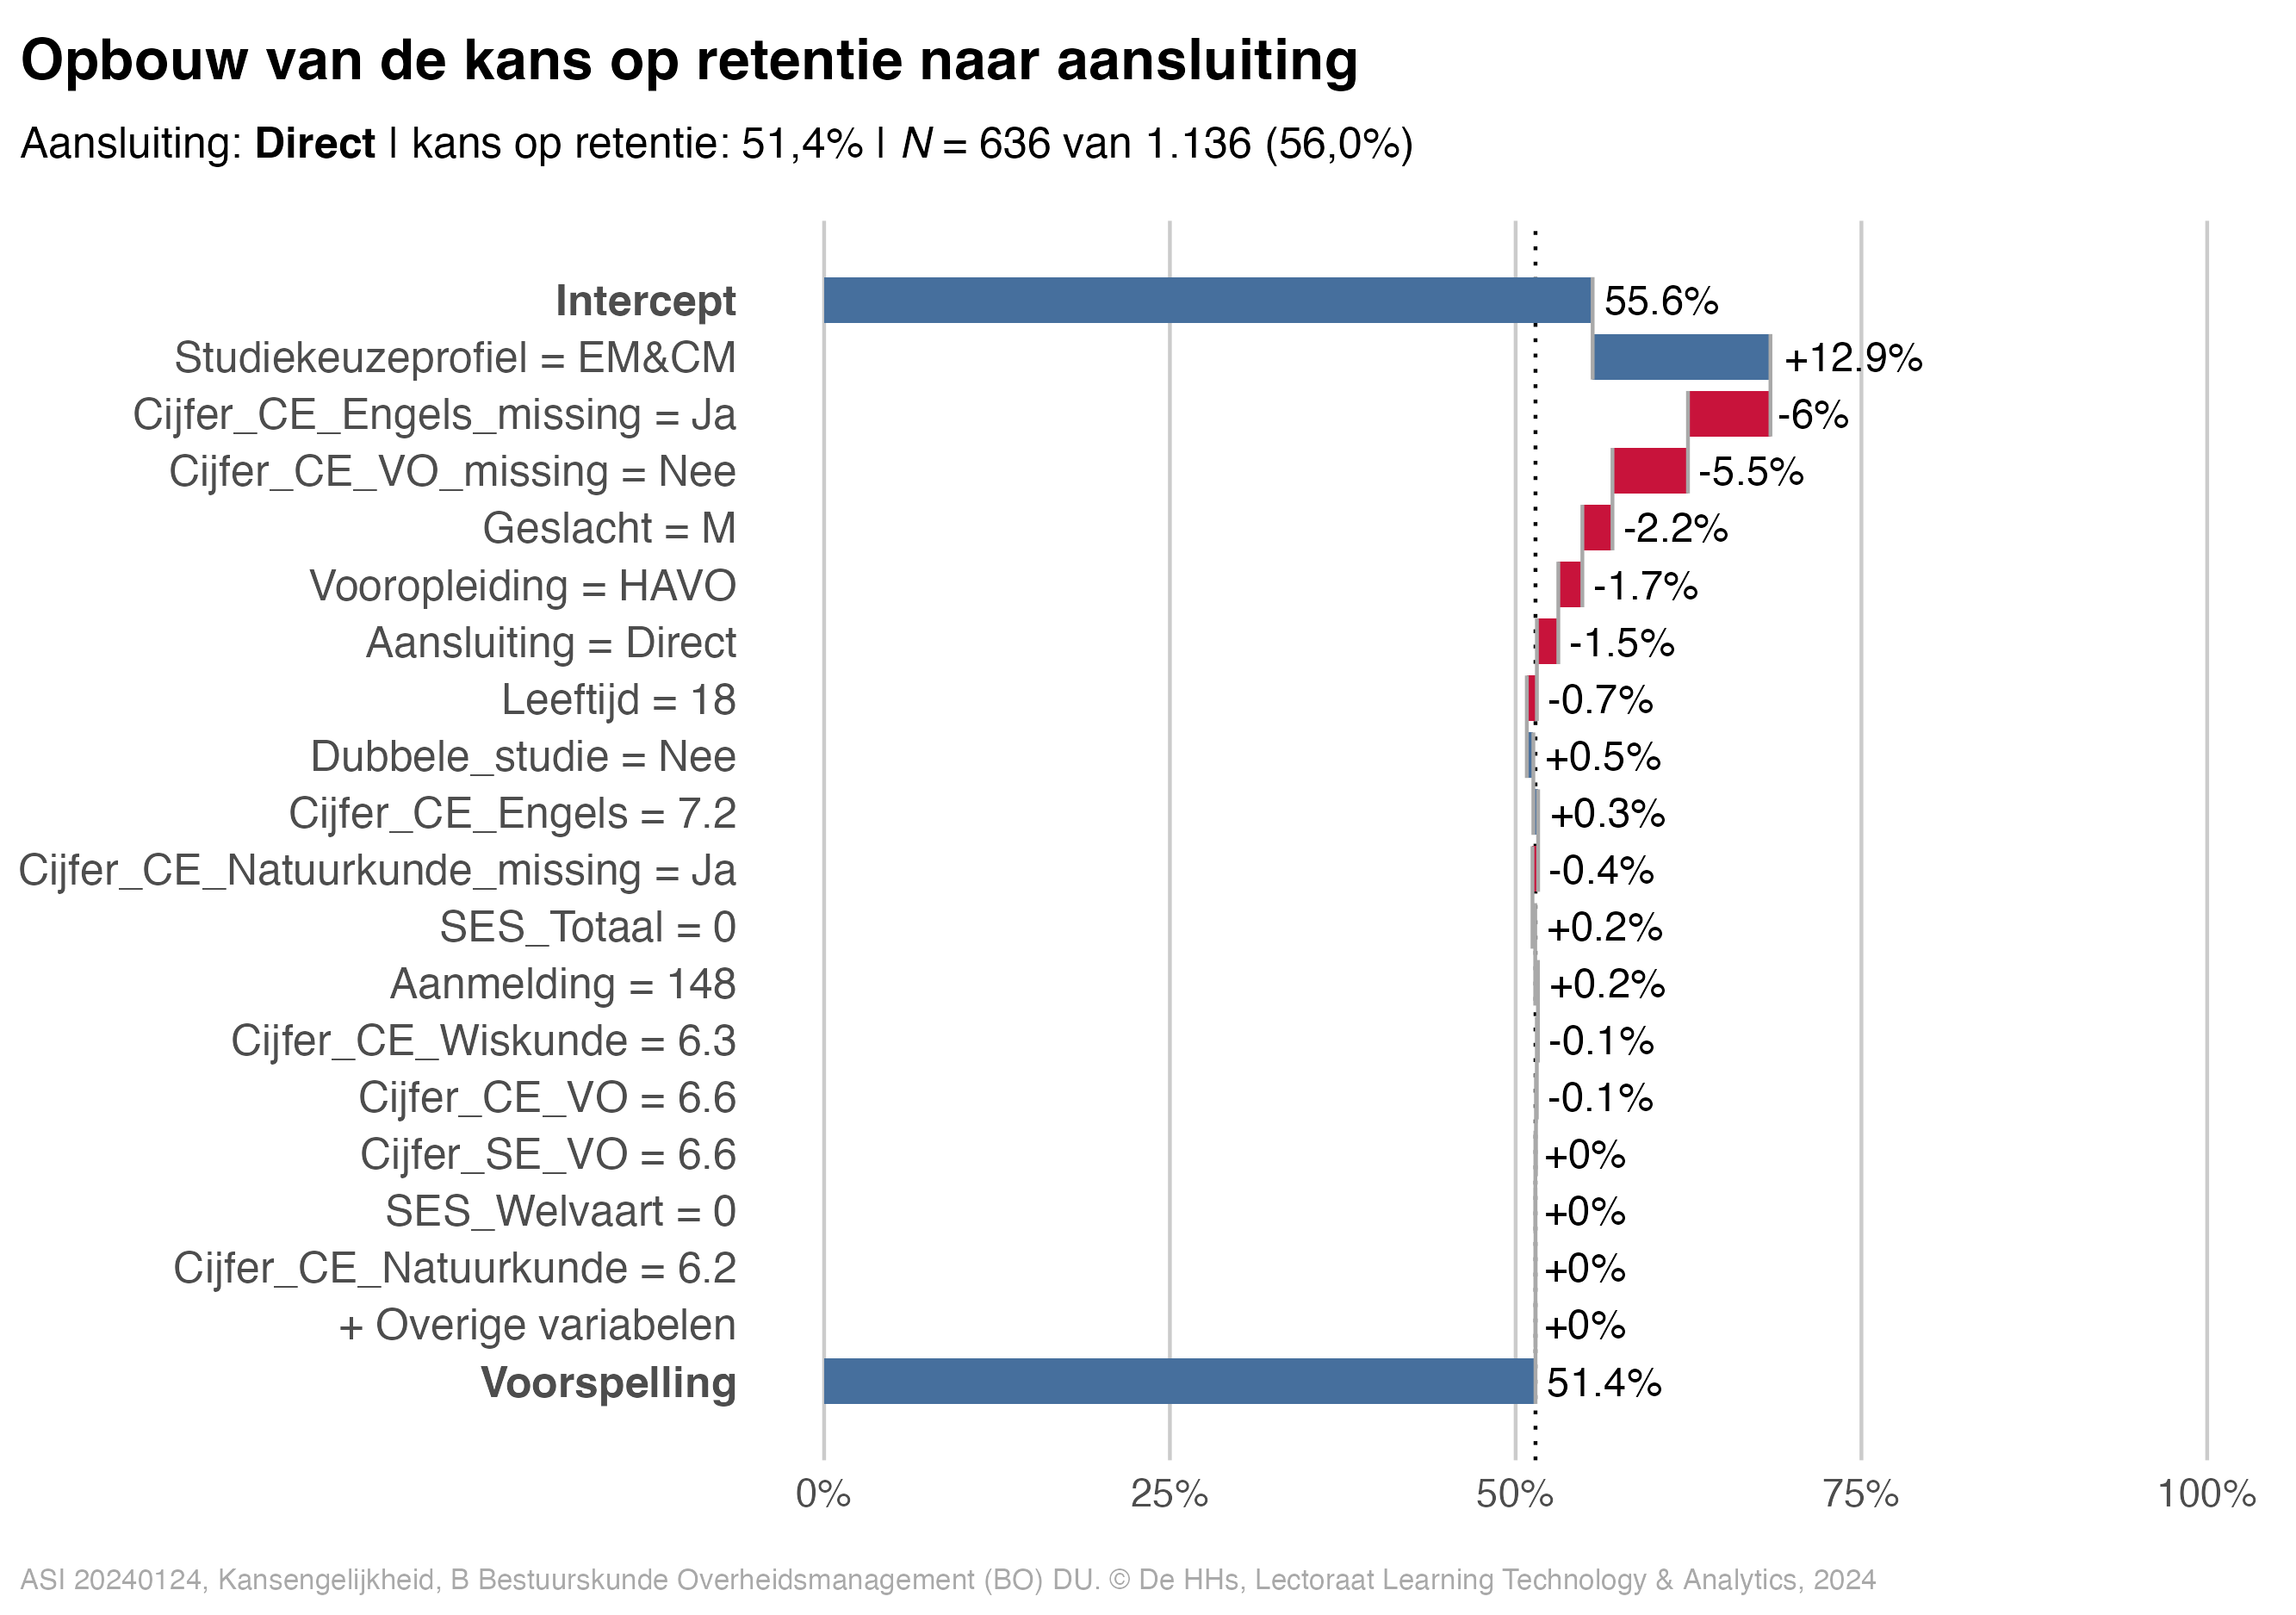 Opbouw van de kans op retentie naar aansluiting
Aansluiting: Direct | kans op retentie: 51,4% | N = 636 van 1.136 (56,0%)
Intercept 55.6%
Studiekeuzeprofiel = EM&CM +12.9%
Cijfer_CE_Engels_missing = Ja -6%
Cijfer_CE_VO_missing = Nee -5.5%
Geslacht = M -2.2%
Vooropleiding = HAVO -1.7%
Aansluiting = Direct -1.5%
Leeftijd = 18 -0.7%
Dubbele_studie = Nee +0.5%
Cijfer_CE_Engels = 7.2 +0.3%
Cijfer_CE_Natuurkunde_missing = Ja -0.4%
SES_Totaal = 0 +0.2%
Aanmelding = 148 +0.2%
Cijfer_CE_Wiskunde = 6.3 -0.1%
Cijfer_CE_VO = 6.6 -0.1%
Cijfer_SE_VO = 6.6 +0%
SES_Welvaart = 0 +0%
Cijfer_CE_Natuurkunde = 6.2 +0%
+ Overige variabelen +0%
Voorspelling 51.4%
0% 25% 50% 75% 100%
ASI 20240124, Kansengelijkheid, B Bestuurskunde Overheidsmanagement (BO) DU. © De HHs, Lectoraat Learning Technology & Analytics, 2024